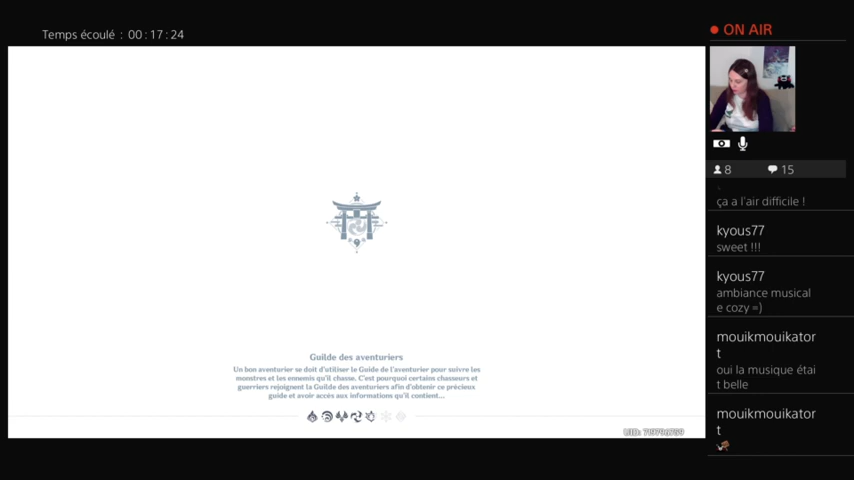 Temps écoulé : 00:17:24
ON AIR
8
15
ça a l'air difficile !
kyous77
sweet !!!
kyous77
ambiance musical
e cozy =)
mouikmouikator
t
oui la musique étai
t belle
mouikmouikator
t
Guilde des aventuriers
Un bon aventurier se doit d'utiliser le Guide de l'aventurier pour suivre les
monstres et les ennemis qu'il chasse. C'est pourquoi certains chasseurs et
guerriers rejoignent la Guilde des aventuriers afin d'obtenir ce précieux
guide et avoir accès aux informations qu'il contient...
UID: 719796759